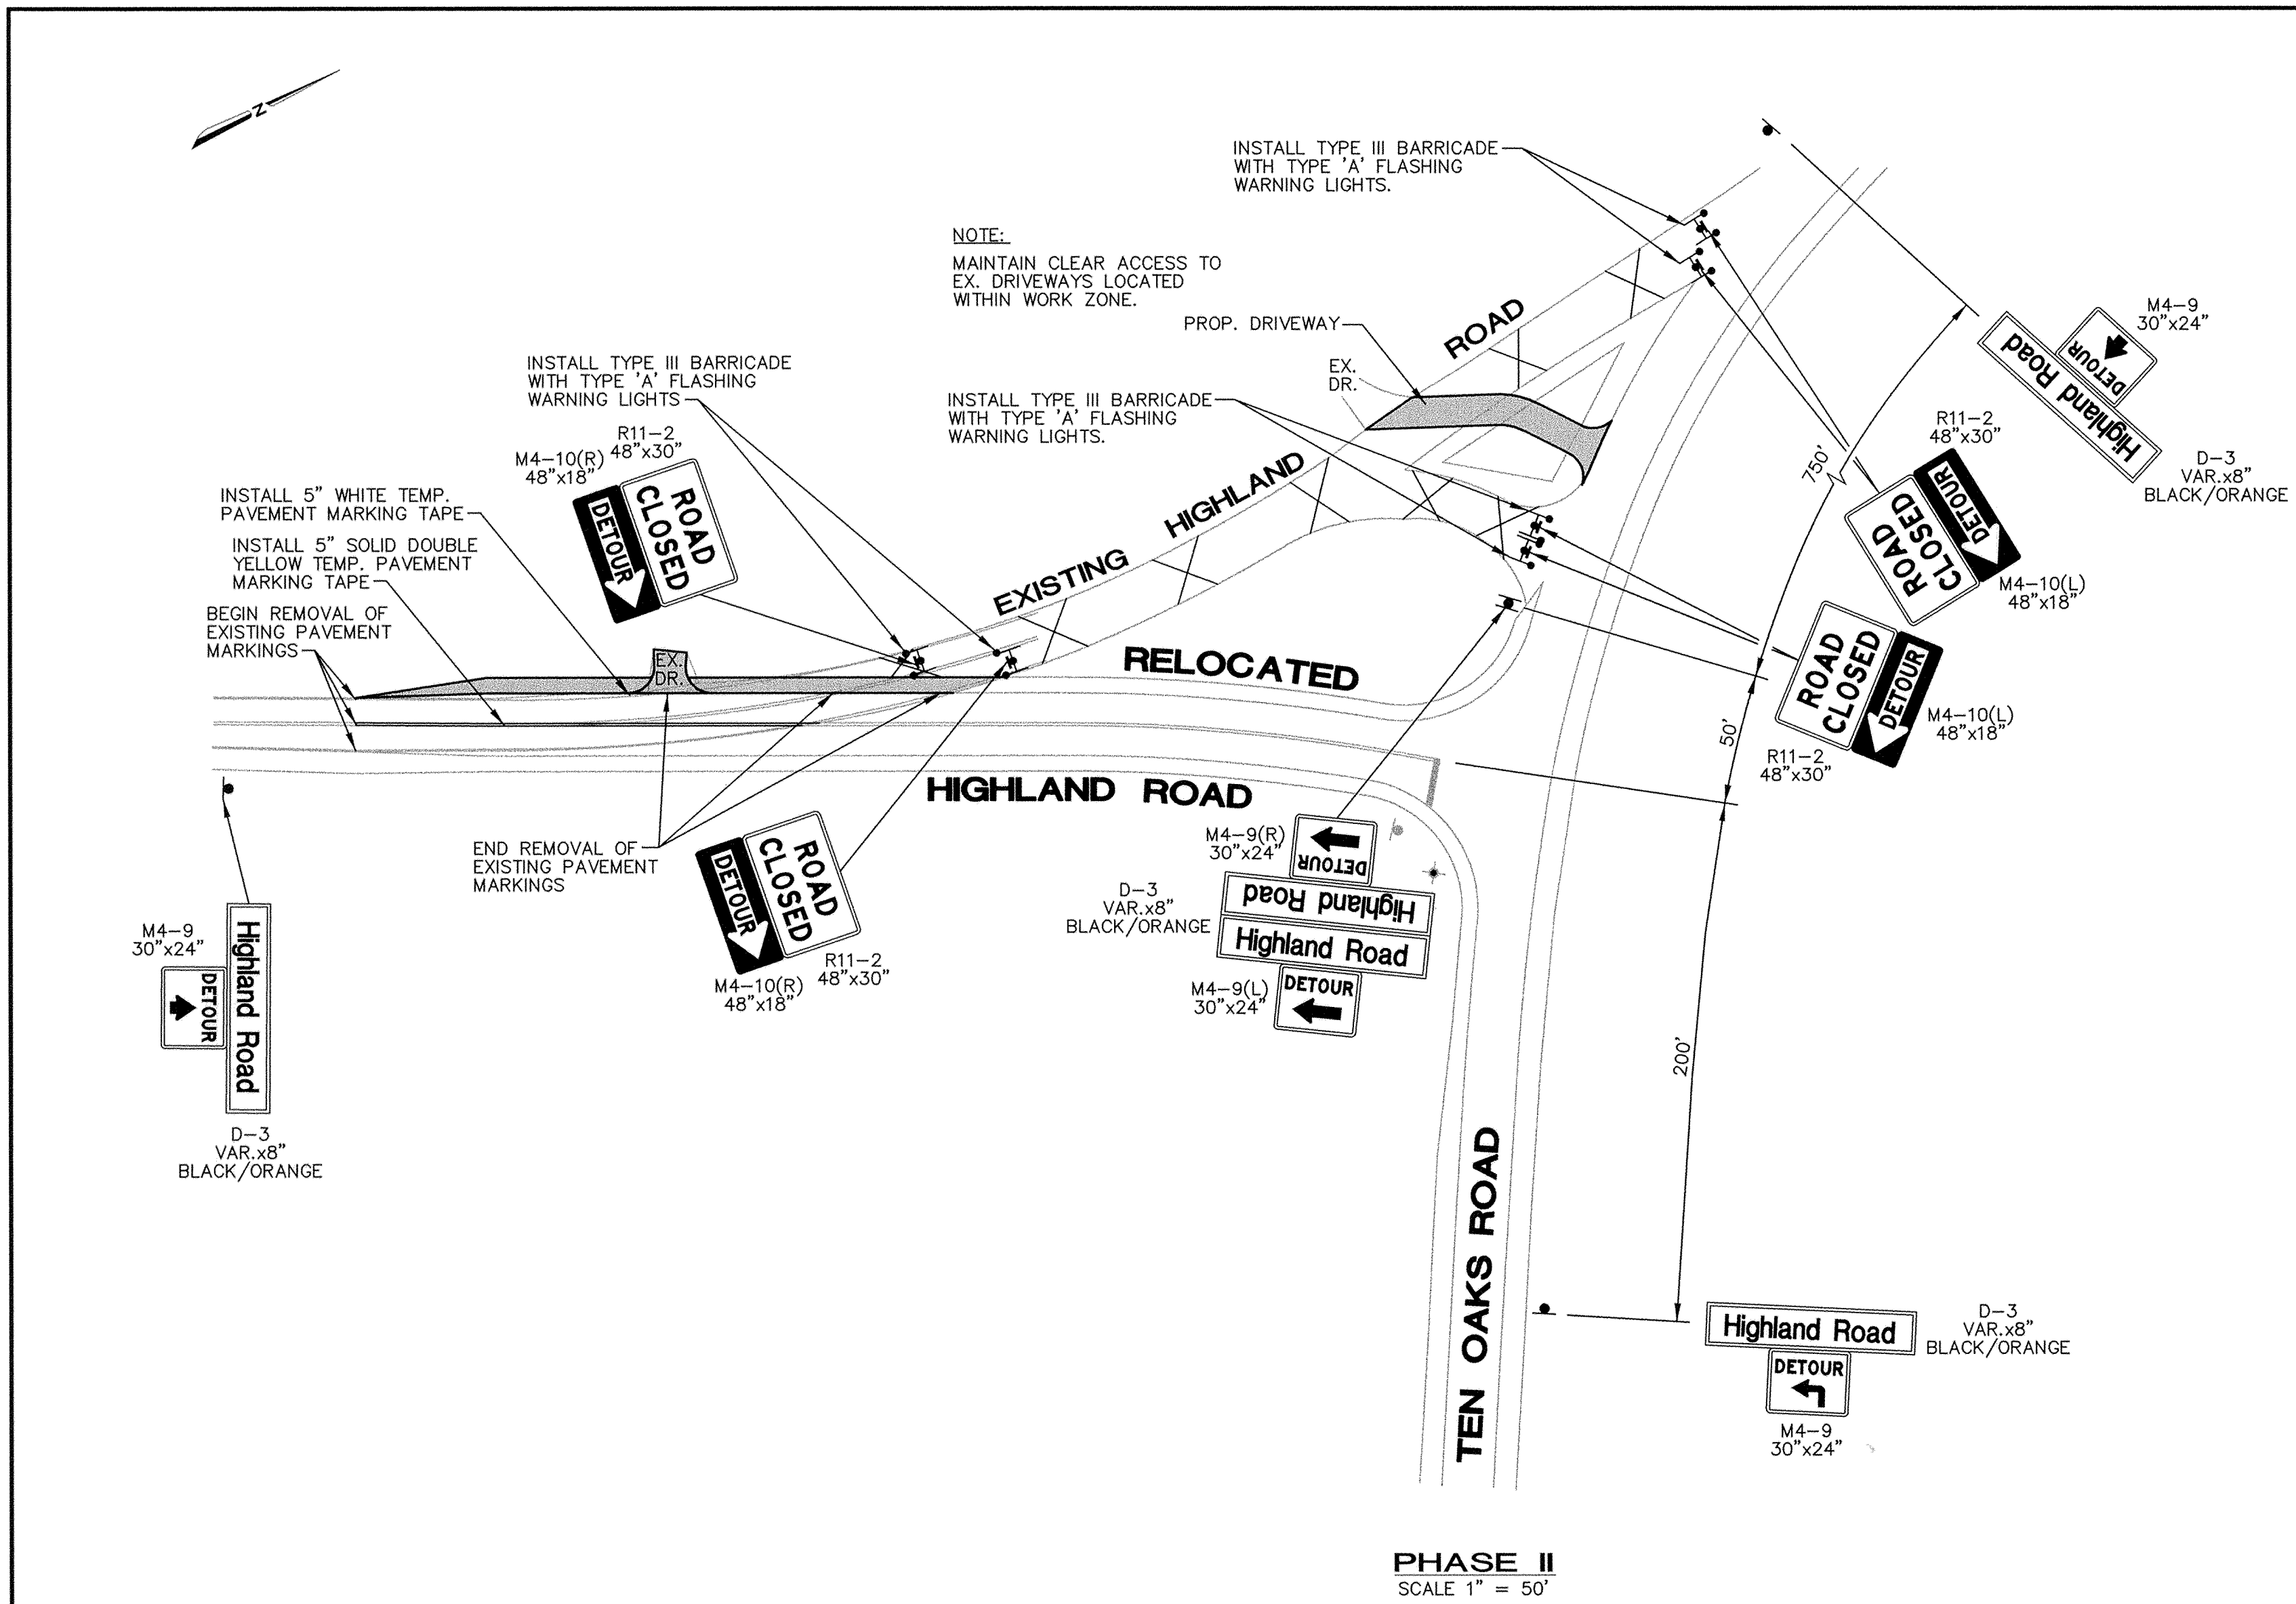 N
INSTALL TYPE III BARRICADE
WITH TYPE 'A' FLASHING
WARNING LIGHTS.
NOTE:
MAINTAIN CLEAR ACCESS TO
EX. DRIVEWAYS LOCATED
WITHIN WORK ZONE.
PROP. DRIVEWAY
EX.
DR.
INSTALL TYPE III BARRICADE
WITH TYPE 'A' FLASHING
WARNING LIGHTS.
INSTALL TYPE III BARRICADE
WITH TYPE 'A' FLASHING
WARNING LIGHTS
R11-2
48"x30"
M4-10(R)
48"x18"
ROAD
CLOSED
DETOUR
INSTALL 5" WHITE TEMP.
PAVEMENT MARKING TAPE
INSTALL 5" SOLID DOUBLE
YELLOW TEMP. PAVEMENT
MARKING TAPE
BEGIN REMOVAL OF
EXISTING PAVEMENT
MARKINGS
EX.
DR.
EXISTING HIGHLAND ROAD
RELOCATED
HIGHLAND ROAD
M4-9
30"x24"
DETOUR
Highland Road
D-3
VAR.x8"
BLACK/ORANGE
R11-2
48"x30"
DETOUR
ROAD
CLOSED
M4-10(L)
48"x18"
750'
ROAD
CLOSED
DETOUR
M4-10(L)
48"x18"
R11-2
48"x30"
50'
END REMOVAL OF
EXISTING PAVEMENT
MARKINGS
ROAD
CLOSED
DETOUR
R11-2
48"x30"
M4-10(R)
48"x18"
M4-9(R)
30"x24"
DETOUR
Highland Road
D-3
VAR.x8"
BLACK/ORANGE
Highland Road
DETOUR
M4-9(L)
30"x24"
M4-9
30"x24"
Highland Road
DETOUR
D-3
VAR.x8"
BLACK/ORANGE
200'
TEN OAKS ROAD
Highland Road
D-3
VAR.x8"
BLACK/ORANGE
DETOUR
M4-9
30"x24"
PHASE II
SCALE 1" = 50'